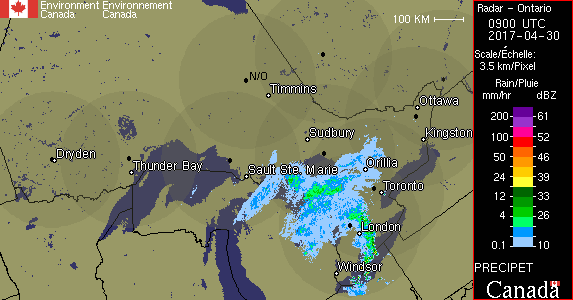 Environment Environnement
Canada Canada
100 KM
N/O
Timmins
Ottawa
Sudbury
Kingston
Dryden
Thunder Bay
Sault Ste. Marie
Orillia
Toronto
London
Windsor
Radar - Ontario
0900 UTC
2017-04-30
Scale/Échelle:
3.5 km/Pixel
Rain/Pluie
mm/hr dBZ
200 61
100 52
50 46
24 39
12 33
4 26
0.1 10
PRECIPET
Canada